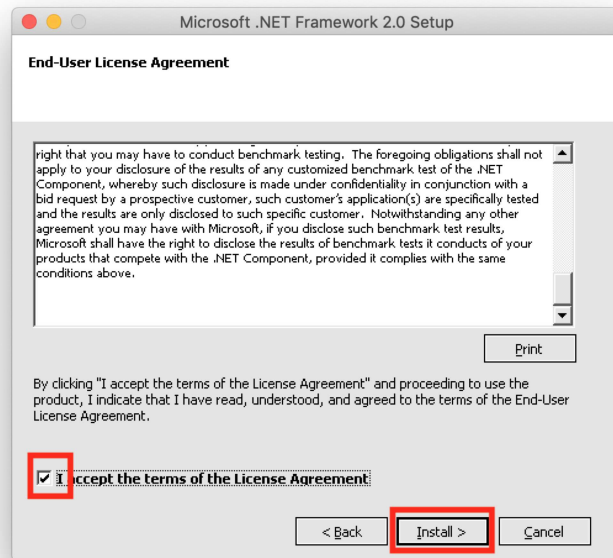 Microsoft .NET Framework 2.0 Setup
End-User License Agreement
right that you may have to conduct benchmark testing. The foregoing obligations shall not
apply to your disclosure of the results of any customized benchmark test of the .NET
Component, whereby such disclosure is made under confidentiality in conjunction with a
bid request by a prospective customer, such customer's application(s) are specifically tested
and the results are only disclosed to such specific customer. Notwithstanding any other
agreement you may have with Microsoft, if you disclose such benchmark test results,
Microsoft shall have the right to disclose the results of benchmark tests it conducts of your
products that compete with the .NET Component, provided it complies with the same
conditions above.
Print
By clicking "I accept the terms of the License Agreement" and proceeding to use the
product, I indicate that I have read, understood, and agreed to the terms of the End-User
License Agreement.
I accept the terms of the License Agreement
< Back
Install >
Cancel